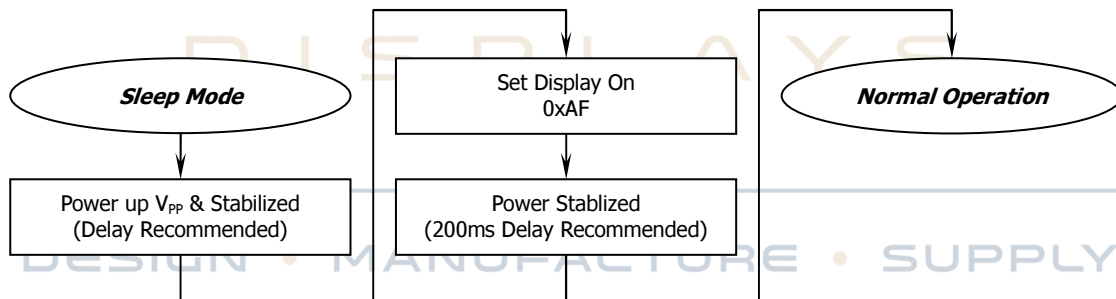 DISPLAYS
Sleep Mode
Power up VPP & Stabilized
(Delay Recommended)
Set Display On
0xAF
Power Stablized
(200ms Delay Recommended)
Normal Operation
DESIGN • MANUFACTURE • SUPPLY